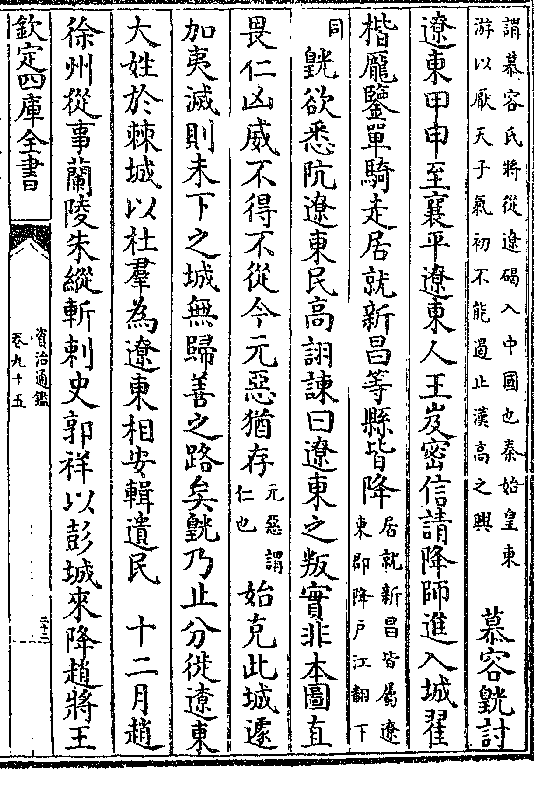 謂慕容氏將從遼碣入中國也秦始皇東
游以厭天子氣初不能遏止漢高之興
慕容皝討
遼東甲申至襄平遼東人王岌密信請降師進入城翟
楷龐鑒單騎走居就新昌等縣皆降
居就新昌皆屬遼
東郡降戶江翻下
同
皝欲悉阬遼東民高詡諫曰遼東之叛實非本圖直
畏仁凶威不得不從今元惡猶存
元惡謂
仁也
始克此城遽
加夷滅則未下之城無歸善之路矣皝乃止分徙遼東
大姓於棘城以杜羣為遼東相安輯遺民 十二月趙
徐州從事蘭陵朱縱斬刺史郭祥以彭城來降趙將王
欽定四庫全書
資治通鑑
卷九十五
三十三